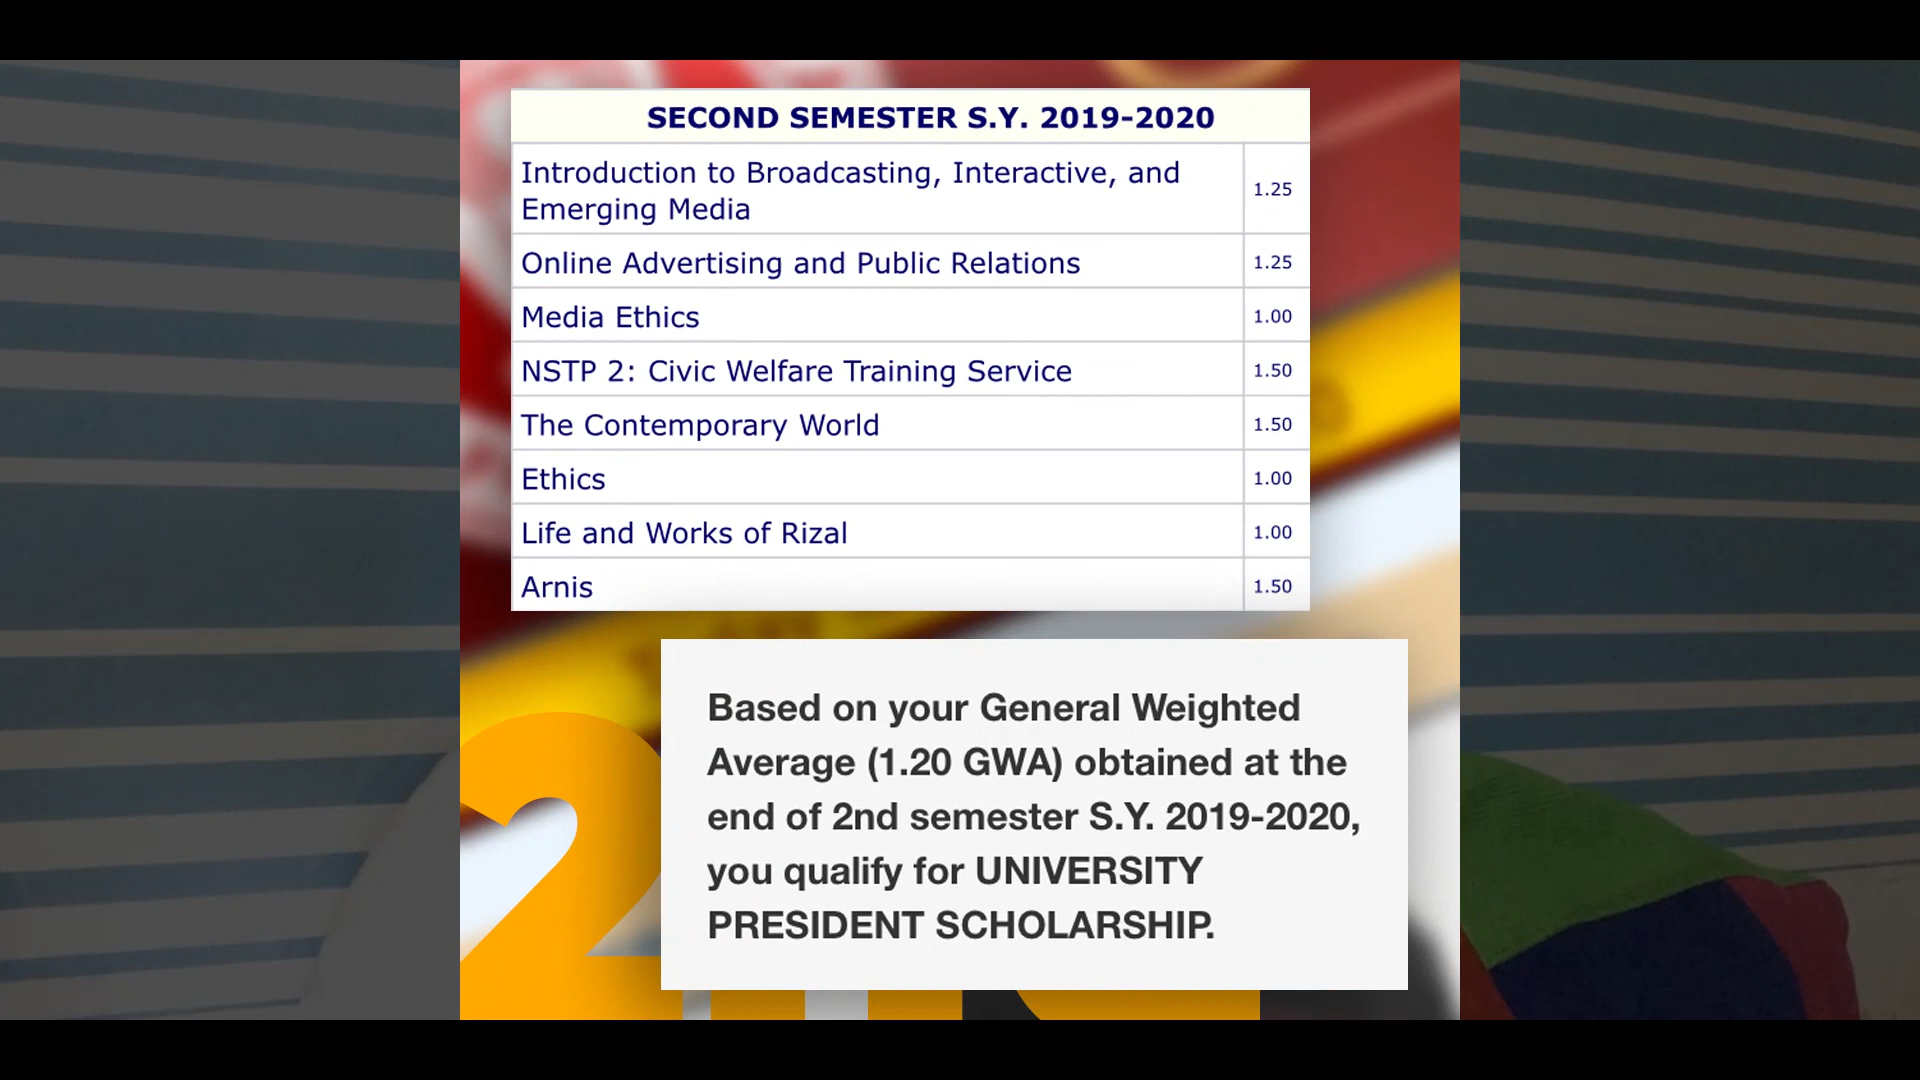 SECOND SEMESTER S.Y. 2019-2020
Introduction to Broadcasting, Interactive, and
Emerging Media
1.25
Online Advertising and Public Relations 1.25
Media Ethics 1.00
NSTP 2: Civic Welfare Training Service 1.50
The Contemporary World 1.50
Ethics 1.00
Life and Works of Rizal 1.00
Arnis 1.50
Based on your General Weighted
Average (1.20 GWA) obtained at the
end of 2nd semester S.Y. 2019-2020,
you qualify for UNIVERSITY
PRESIDENT SCHOLARSHIP.